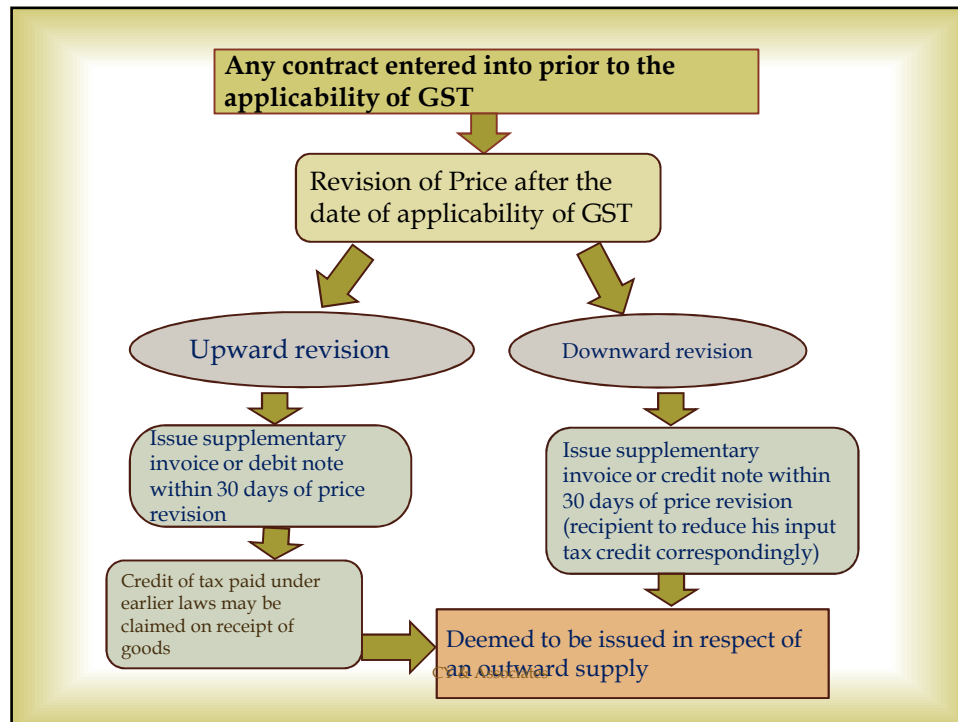 Any contract entered into prior to the
applicability of GST
Revision of Price after the
date of applicability of GST
Upward revision
Downward revision
Issue supplementary
invoice or debit note
within 30 days of price
revision
Issue supplementary
invoice or credit note within
30 days of price revision
(recipient to reduce his input
tax credit correspondingly)
Credit of tax paid under
earlier laws may be
claimed on receipt of
goods
Deemed to be issued in respect of
an outward supply
CY & Associates